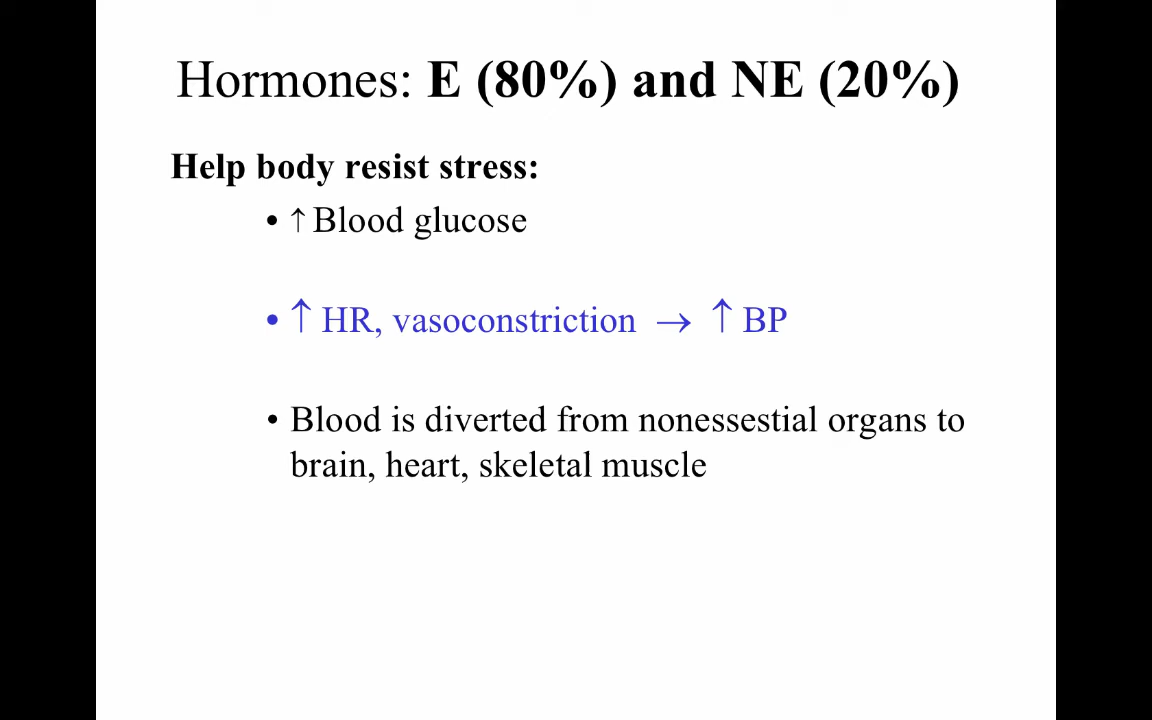 Hormones: E (80%) and NE (20%)
Help body resist stress:
• ↑ Blood glucose
• ↑ HR, vasoconstriction → ↑ BP
• Blood is diverted from nonessestial organs to
brain, heart, skeletal muscle